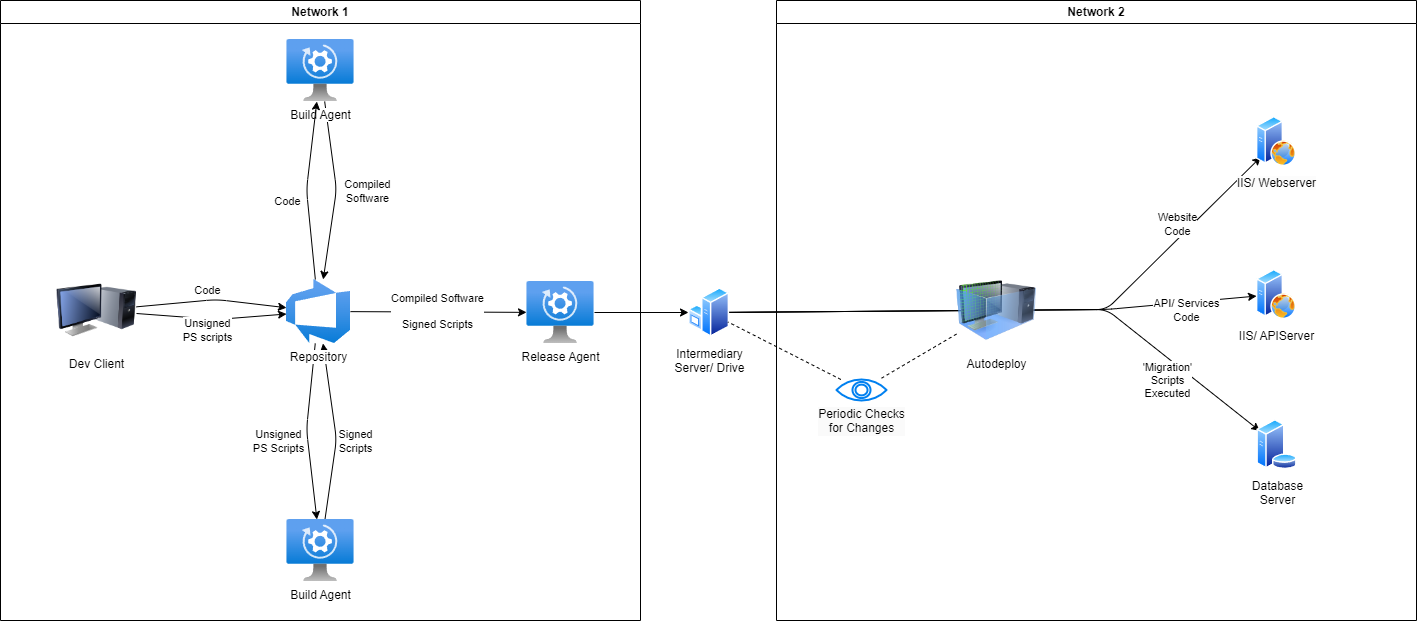 Network 1
Network 2
Build Agent
Code
Compiled
Software
Dev Client
Code
Unsigned
PS scripts
Repository
Compiled Software
Signed Scripts
Release Agent
Unsigned
PS Scripts
Signed
Scripts
Build Agent
Intermediary
Server/ Drive
Periodic Checks
for Changes
Autodeploy
Website
Code
IIS/ Webserver
API/ Services
Code
IIS/ APIServer
'Migration'
Scripts
Executed
Database
Server